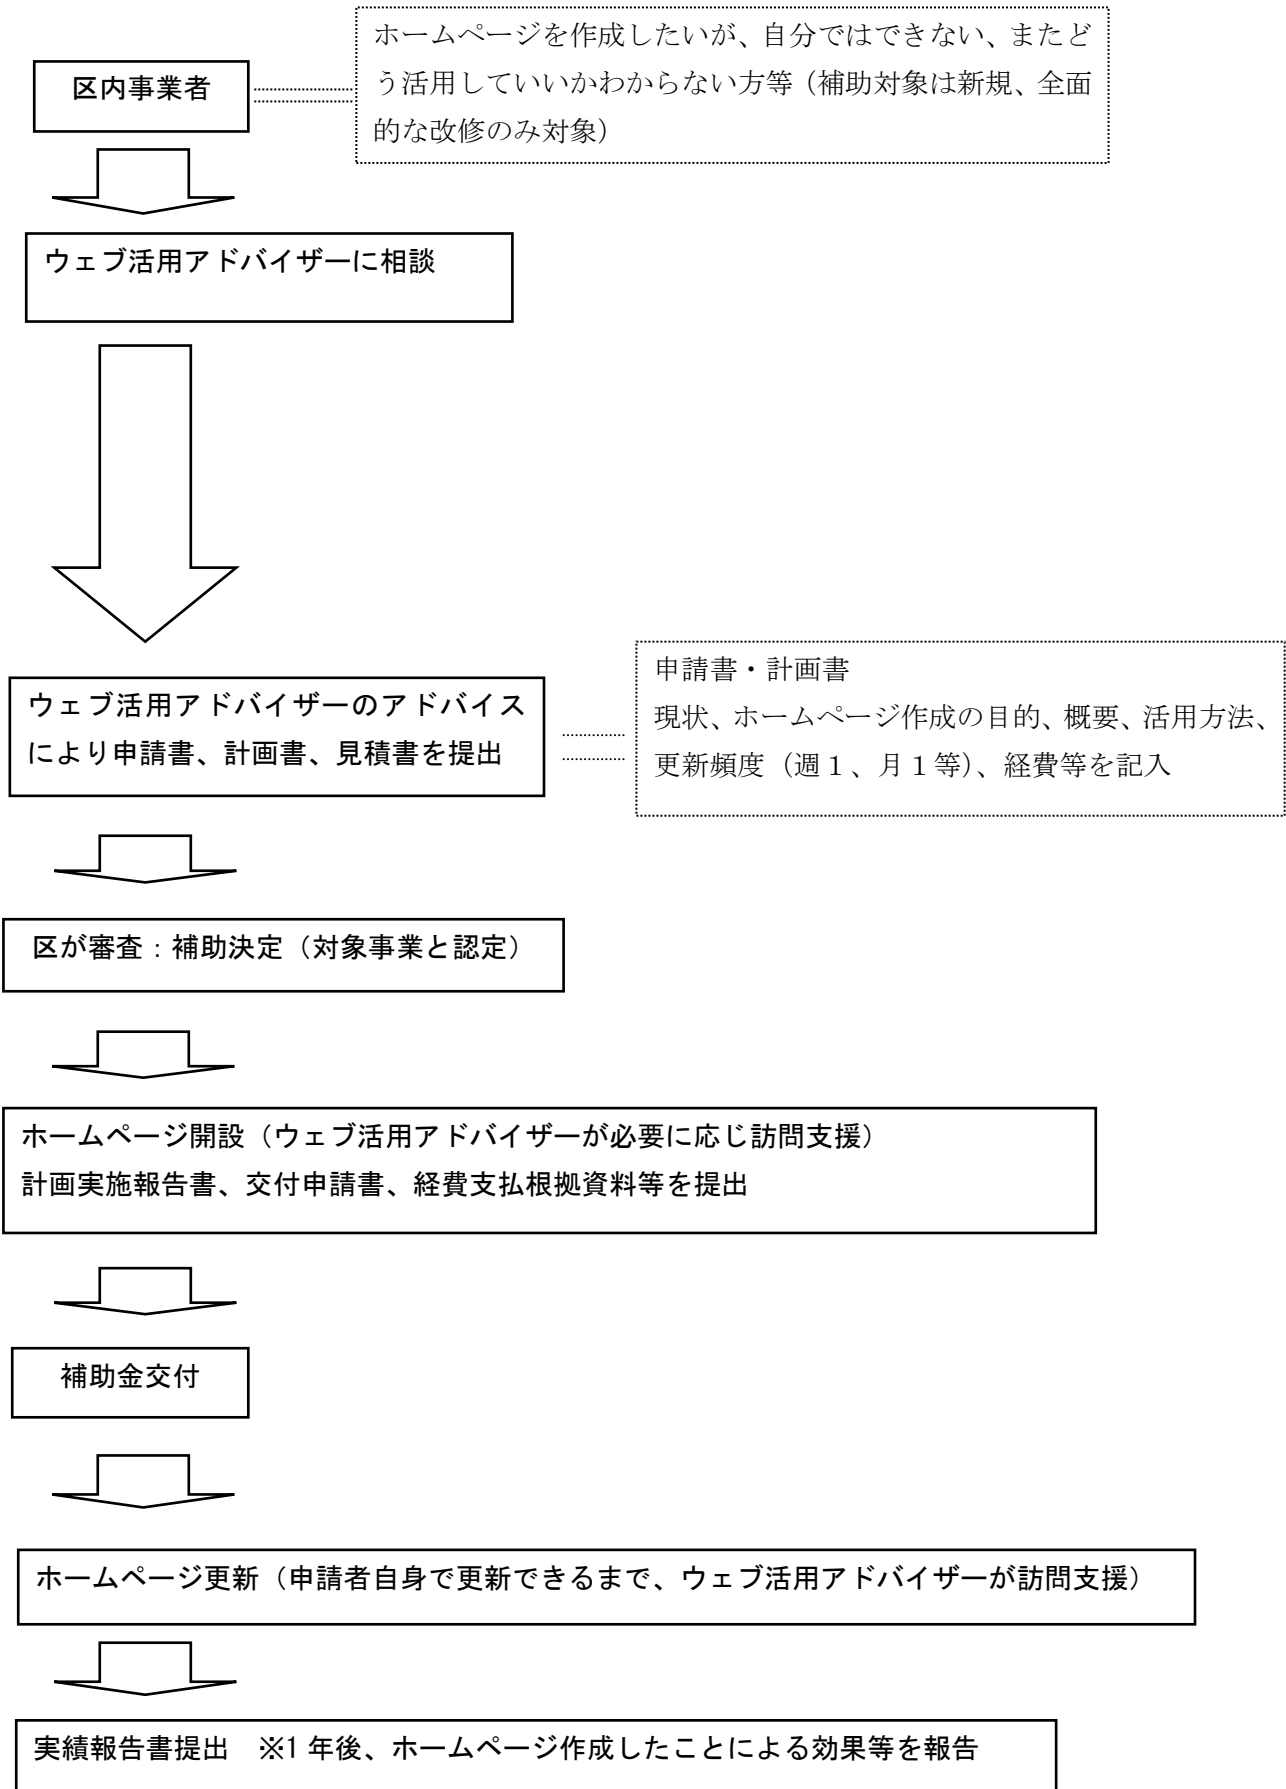 ホームページを作成したいが、自分ではできない、またど
う活用していいかわからない方等（補助対象は新規、全面
的な改修のみ対象）
区内事業者
ウェブ活用アドバイザーに相談
申請書・計画書
現状、ホームページ作成の目的、概要、活用方法、
更新頻度（週１、月１等）、経費等を記入
ウェブ活用アドバイザーのアドバイス
により申請書、計画書、見積書を提出
区が審査：補助決定（対象事業と認定）
ホームページ開設（ウェブ活用アドバイザーが必要に応じ訪問支援）
計画実施報告書、交付申請書、経費支払根拠資料等を提出
補助金交付
ホームページ更新（申請者自身で更新できるまで、ウェブ活用アドバイザーが訪問支援）
実績報告書提出　※1 年後、ホームページ作成したことによる効果等を報告